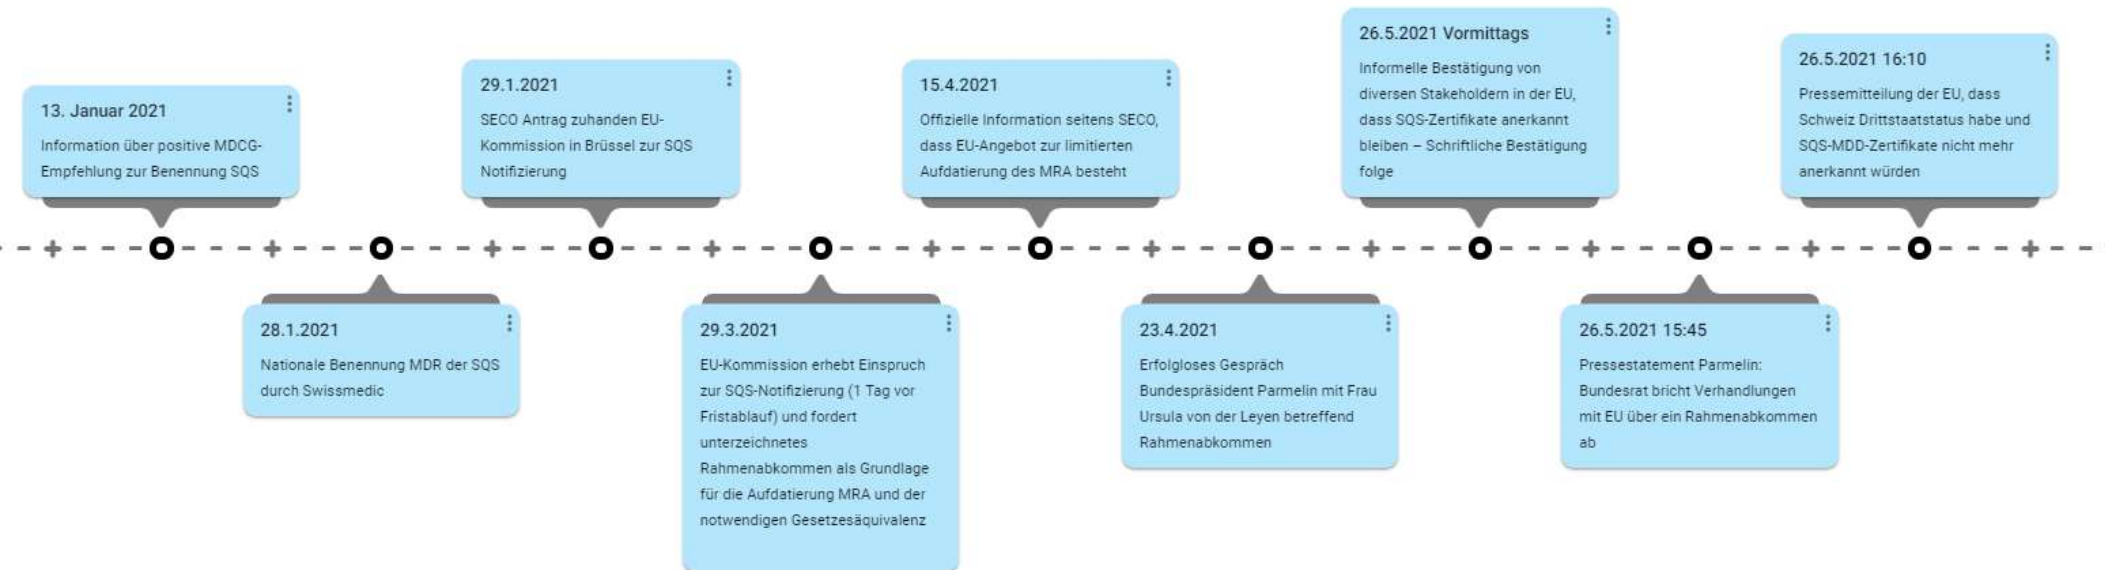 13. Januar 2021
Information über positive MDCG-
Empfehlung zur Benennung SQS
28.1.2021
Nationale Benennung MDR der SQS
durch Swissmedic
29.1.2021
SECO Antrag zuhanden EU-
Kommission in Brüssel zur SQS
Notifizierung
29.3.2021
EU-Kommission erhebt Einspruch
zur SQS-Notifizierung (1 Tag vor
Fristablauf) und fordert
unterzeichnetes
Rahmenabkommen als Grundlage
für die Aufdatierung MRA und der
notwendigen Gesetzesäquivalenz
15.4.2021
Offizielle Information seitens SECO,
dass EU-Angebot zur limitierten
Aufdatierung des MRA besteht
23.4.2021
Erfolgloses Gespräch
Bundespräsident Parmelin mit Frau
Ursula von der Leyen betreffend
Rahmenabkommen
26.5.2021 Vormittags
Informelle Bestätigung von
diversen Stakeholdern in der EU,
dass SQS-Zertifikate anerkannt
bleiben – Schriftliche Bestätigung
folge
26.5.2021 15:45
Pressestatement Parmelin:
Bundesrat bricht Verhandlungen
mit EU über ein Rahmenabkommen
ab
26.5.2021 16:10
Pressemitteilung der EU, dass
Schweiz Drittstaatstatus habe und
SQS-MDD-Zertifikate nicht mehr
anerkannt würden